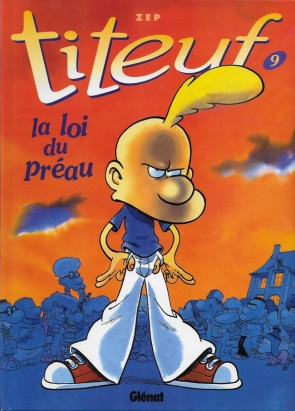 ZEP
titeuf
9
la loi
du
préau
Glénat